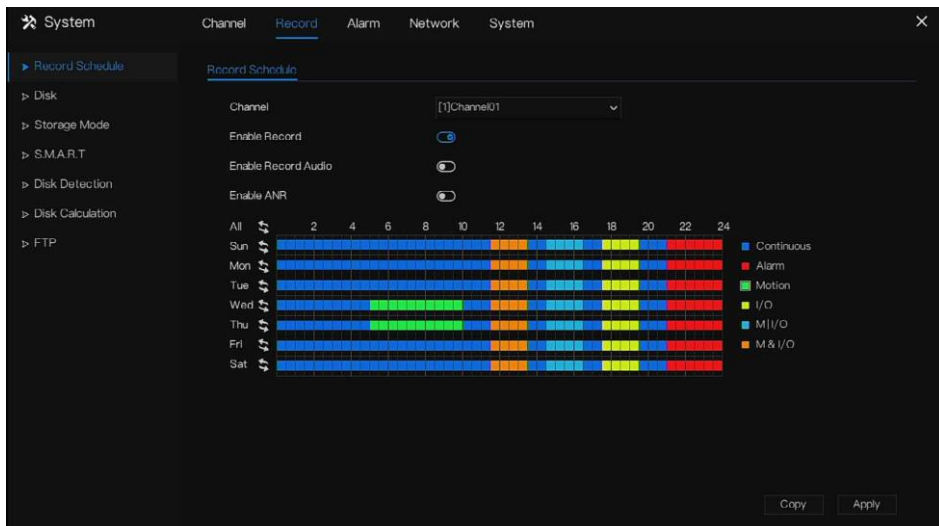 System
Channel Record Alarm Network System
Record Schedule
Disk
Storage Mode
S.M.A.R.T
Disk Detection
Disk Calculation
FTP
Record Schedule
Channel [1]Channel01
Enable Record
Enable Record Audio
Enable ANR
All 2 4 6 8 10 12 14 16 18 20 22 24
Sun
Mon
Tue
Wed
Thu
Fri
Sat
Continuous
Alarm
Motion
I/O
M|I/O
M & I/O
Copy Apply